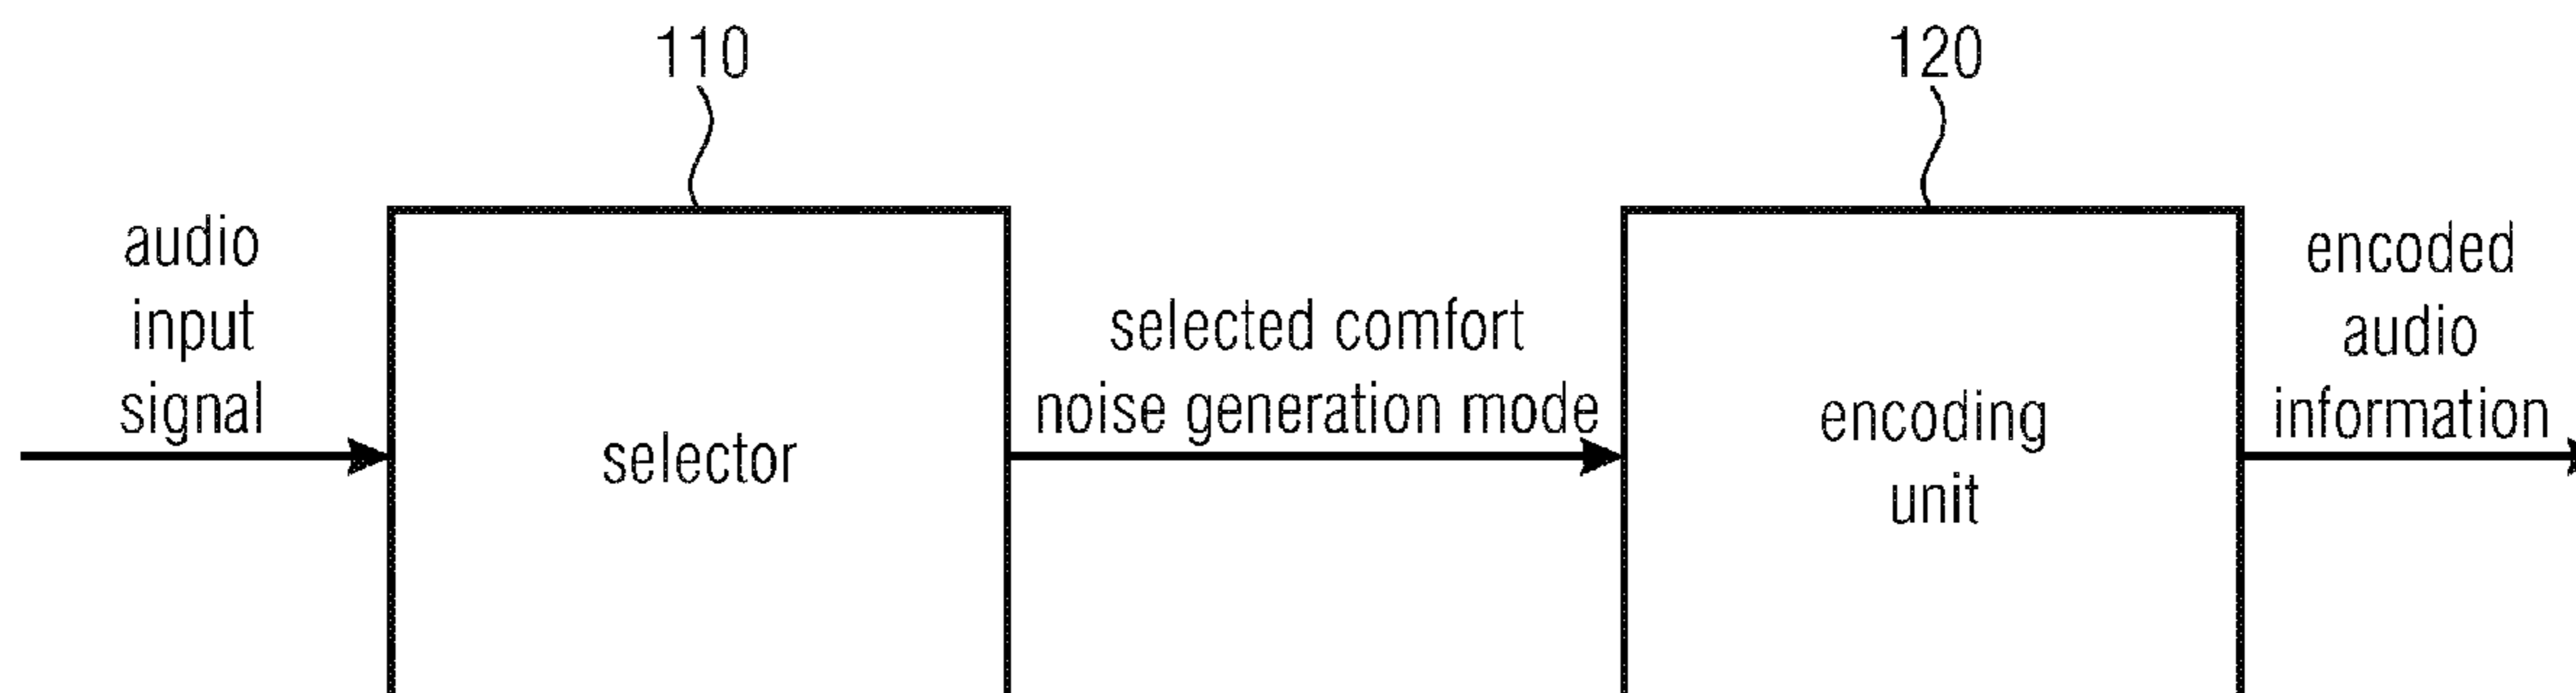 110
120
audio
input
signal
selector
selected comfort
noise generation mode
encoding
unit
encoded
audio
information